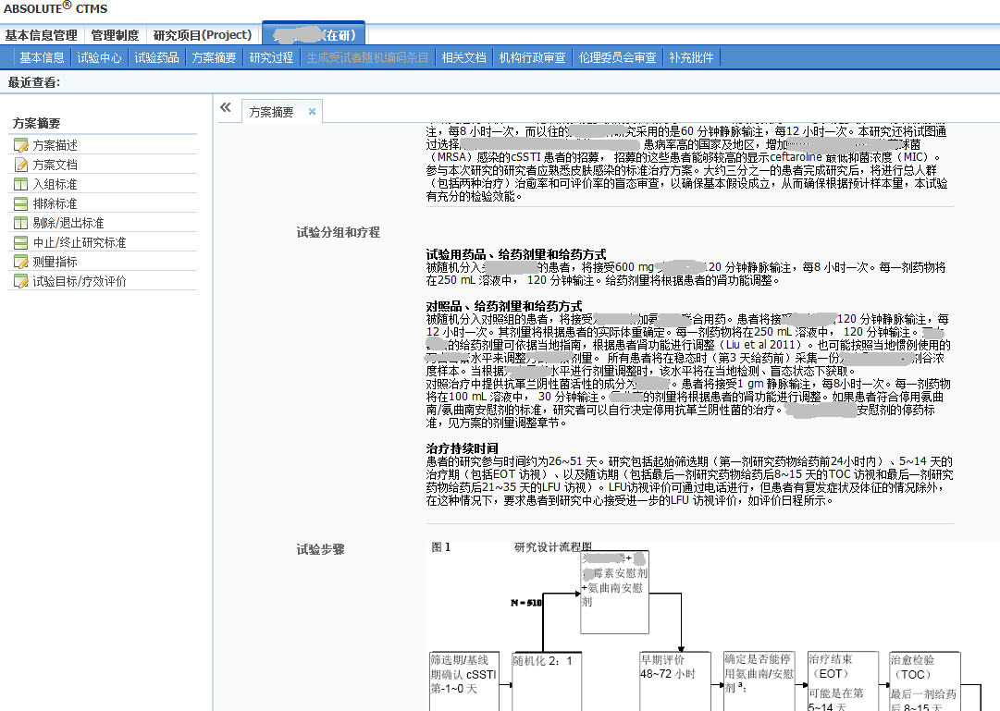 ABSOLUTE® CTMS
基本信息管理 管理制度 研究项目(Project) (在研)
基本信息 试验中心 试验药品 方案摘要 研究过程 生成受试者随机编码条目 相关文档 机构行政审查 伦理委员会审查 补充批件
最近查看:
方案摘要
方案描述
方案文档
入组标准
排除标准
剔除/退出标准
中止/终止研究标准
测量指标
试验目标/疗效评价
方案摘要
注，每8 小时一次，而以往的 研究采用的是60 分钟静脉输注，每12 小时一次。本研究还将试图通
过选择 患病率高的国家及地区，增加 球菌
（MRSA）感染的cSSTI 患者的招募， 招募的这些患者能够较高的显示ceftaroline 最低抑菌浓度（MIC）。
参与本次研究的研究者应熟悉皮肤感染的标准治疗方案。大约三分之一的患者完成研究后，将进行总人群
（包括两种治疗）治愈率和可评价率的盲态审查，以确保基本假设成立，从而确保根据预计样本量，本试验
有充分的检验效能。
试验分组和疗程
试验用药品、给药剂量和给药方式
被随机分入 的患者，将接受600 mg 120 分钟静脉输注，每8 小时一次。每一剂药物将
在250 mL 溶液中， 120 分钟输注。给药剂量将根据患者的肾功能调整。
对照品、给药剂量和给药方式
被随机分入对照组的患者，将接受 加氨 联合用药。患者将接受 120 分钟静脉输注，每
12 小时一次。其剂量将根据患者的实际体重确定。每一剂药物将在250 mL 溶液中， 120 分钟输注。
的给药剂量可依据当地指南，根据患者肾功能进行调整（Liu et al 2011）。也可能按照当地惯例使用的
水平来调整 剂量。 所有患者将在稳态时（第3 天给药前）采集一份 剂谷浓
度样本。当根据 水平进行剂量调整时，该水平将在当地检测、盲态状态下获取。
对照治疗中提供抗革兰阴性菌活性的成分为 。患者将接受1 gm 静脉输注，每8小时一次。每一剂药物
将在100 mL 溶液中， 30 分钟输注。 的剂量将根据患者的肾功能进行调整。如果患者符合停用氨曲
南/氨曲南安慰剂的标准，研究者可以自行决定停用抗革兰阴性菌的治疗。 安慰剂的停药标
准，见方案的剂量调整章节。
治疗持续时间
患者的研究参与时间约为26~51 天。研究包括起始筛选期（第一剂研究药物给药前24小时内）、5~14 天的
治疗期（包括EOT 访视）、以及随访期（包括最后一剂研究药物给药后8~15 天的TOC 访视和最后一剂研究
药物给药后21~35 天的LFU 访视）。LFU访视评价可通过电话进行，但患者有复发症状及体征的情况除外，
在这种情况下，要求患者到研究中心接受进一步的LFU 访视评价，如评价日程所示。
试验步骤
图 1 研究设计流程图
+
霉素安慰剂
+氨曲南安慰
剂
N = 510
筛选期/基线
期确认 cSSTI
第-1~0 天
随机化 2：1
早期评价
48~72 小时
确定是否能停
用氨曲南/安慰
剂 a；
治疗结束
（EOT）
可能是在第
5~14 天
治愈检验
（TOC）
最后一剂给药
后 8~15 天